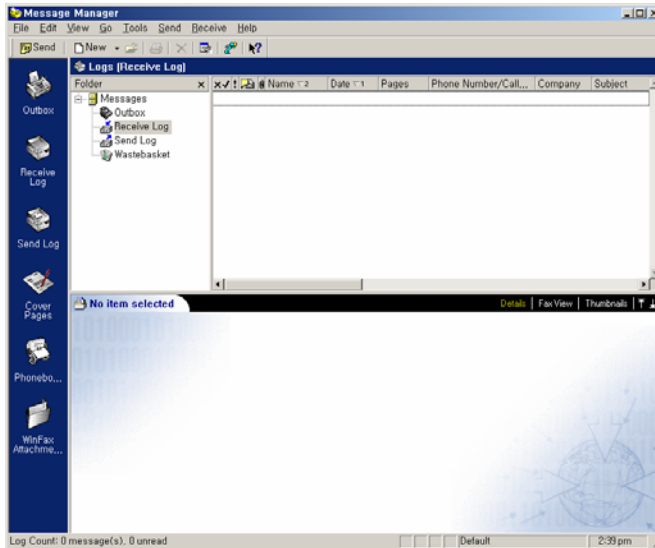 Message Manager
File Edit View Go Tools Send Receive Help
Send New
Logs [Receive Log]
Folder
Name Date Pages Phone Number/Call... Company Subject
Messages
Outbox
Receive Log
Send Log
Wastebasket
Outbox
Receive
Log
Send Log
Cover
Pages
Phonebo...
WinFax
Attachme...
No item selected
Details FaxView Thumbnails
Log Count: 0 message(s), 0 unread
Default
2:39 pm